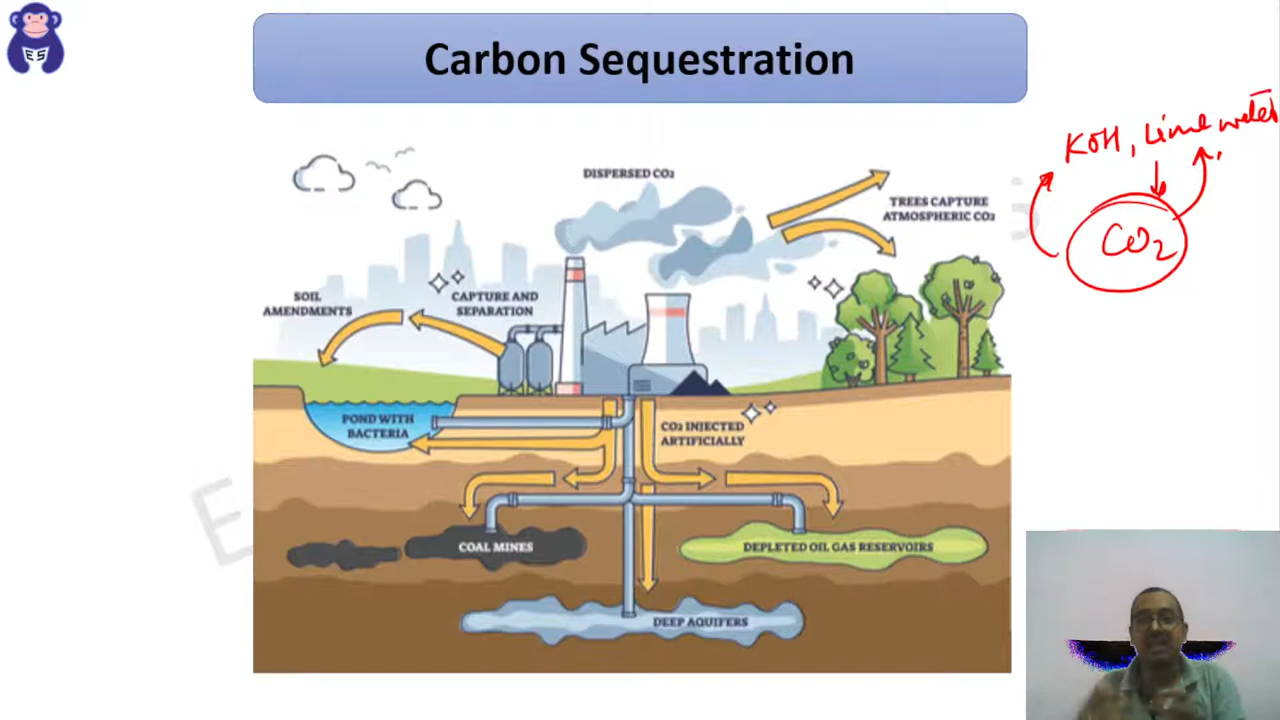 ES
Carbon Sequestration
KOH, Lime water
CO2
DISPERSED CO2
TREES CAPTURE
ATMOSPHERIC CO2
SOIL
AMENDMENTS
CAPTURE AND
SEPARATION
POND WITH
BACTERIA
CO2 INJECTED
ARTIFICIALLY
COAL MINES
DEPLETED OIL GAS RESERVOIRS
DEEP AQUIFERS